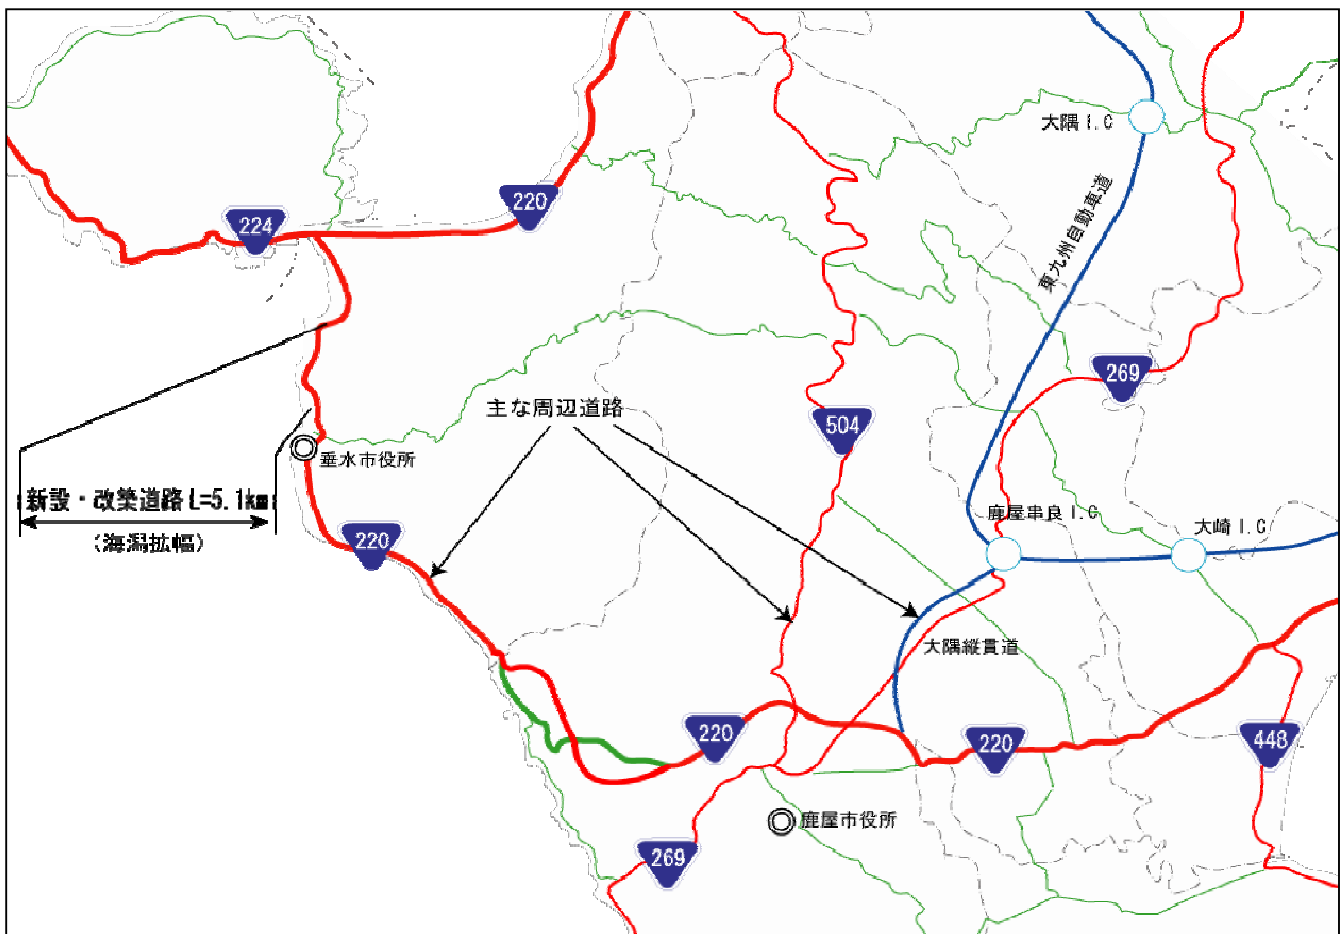 大隅 I.C
220
224
東九州自動車道
269
主な周辺道路
504
垂水市役所
新設・改築道路 L=5.1km
(海潟拡幅)
鹿屋串良 I.C
大崎 I.C
220
大隅縦貫道
220
220
448
鹿屋市役所
269